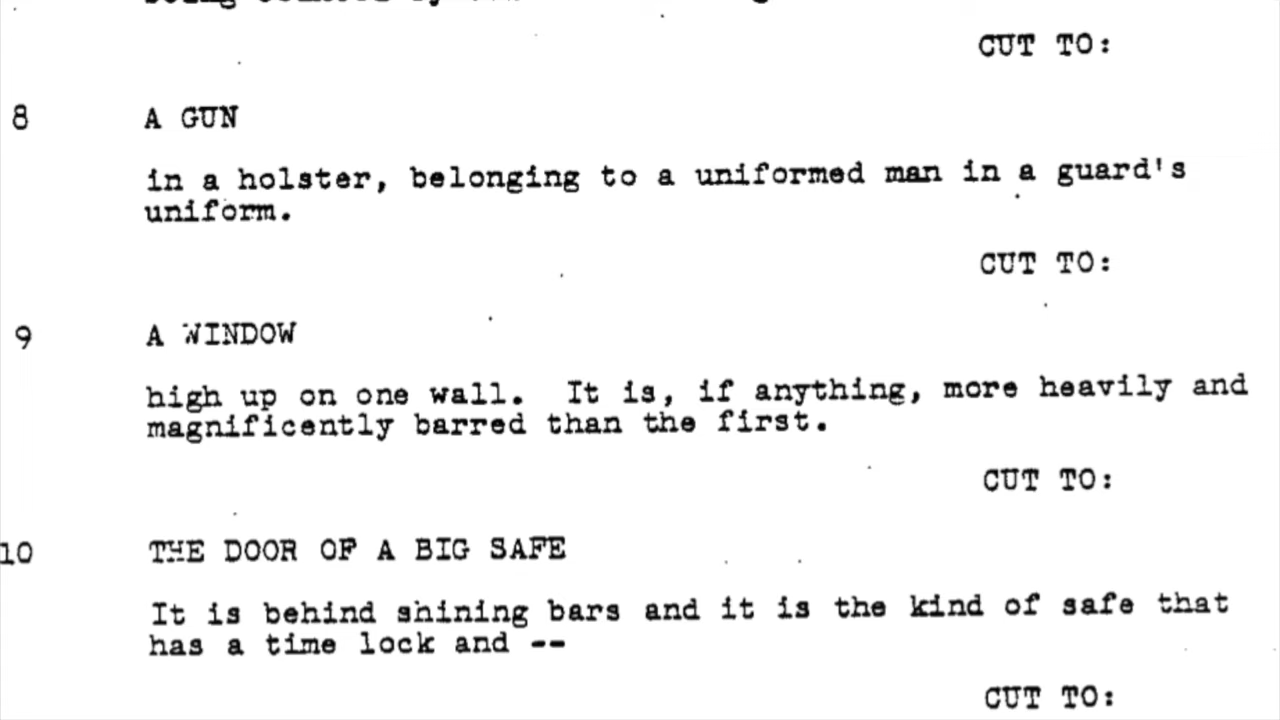 CUT TO:
8 A GUN
in a holster, belonging to a uniformed man in a guard's
uniform.
CUT TO:
9 A WINDOW
high up on one wall. It is, if anything, more heavily and
magnificently barred than the first.
CUT TO:
10 THE DOOR OF A BIG SAFE
It is behind shining bars and it is the kind of safe that
has a time lock and --
CUT TO: